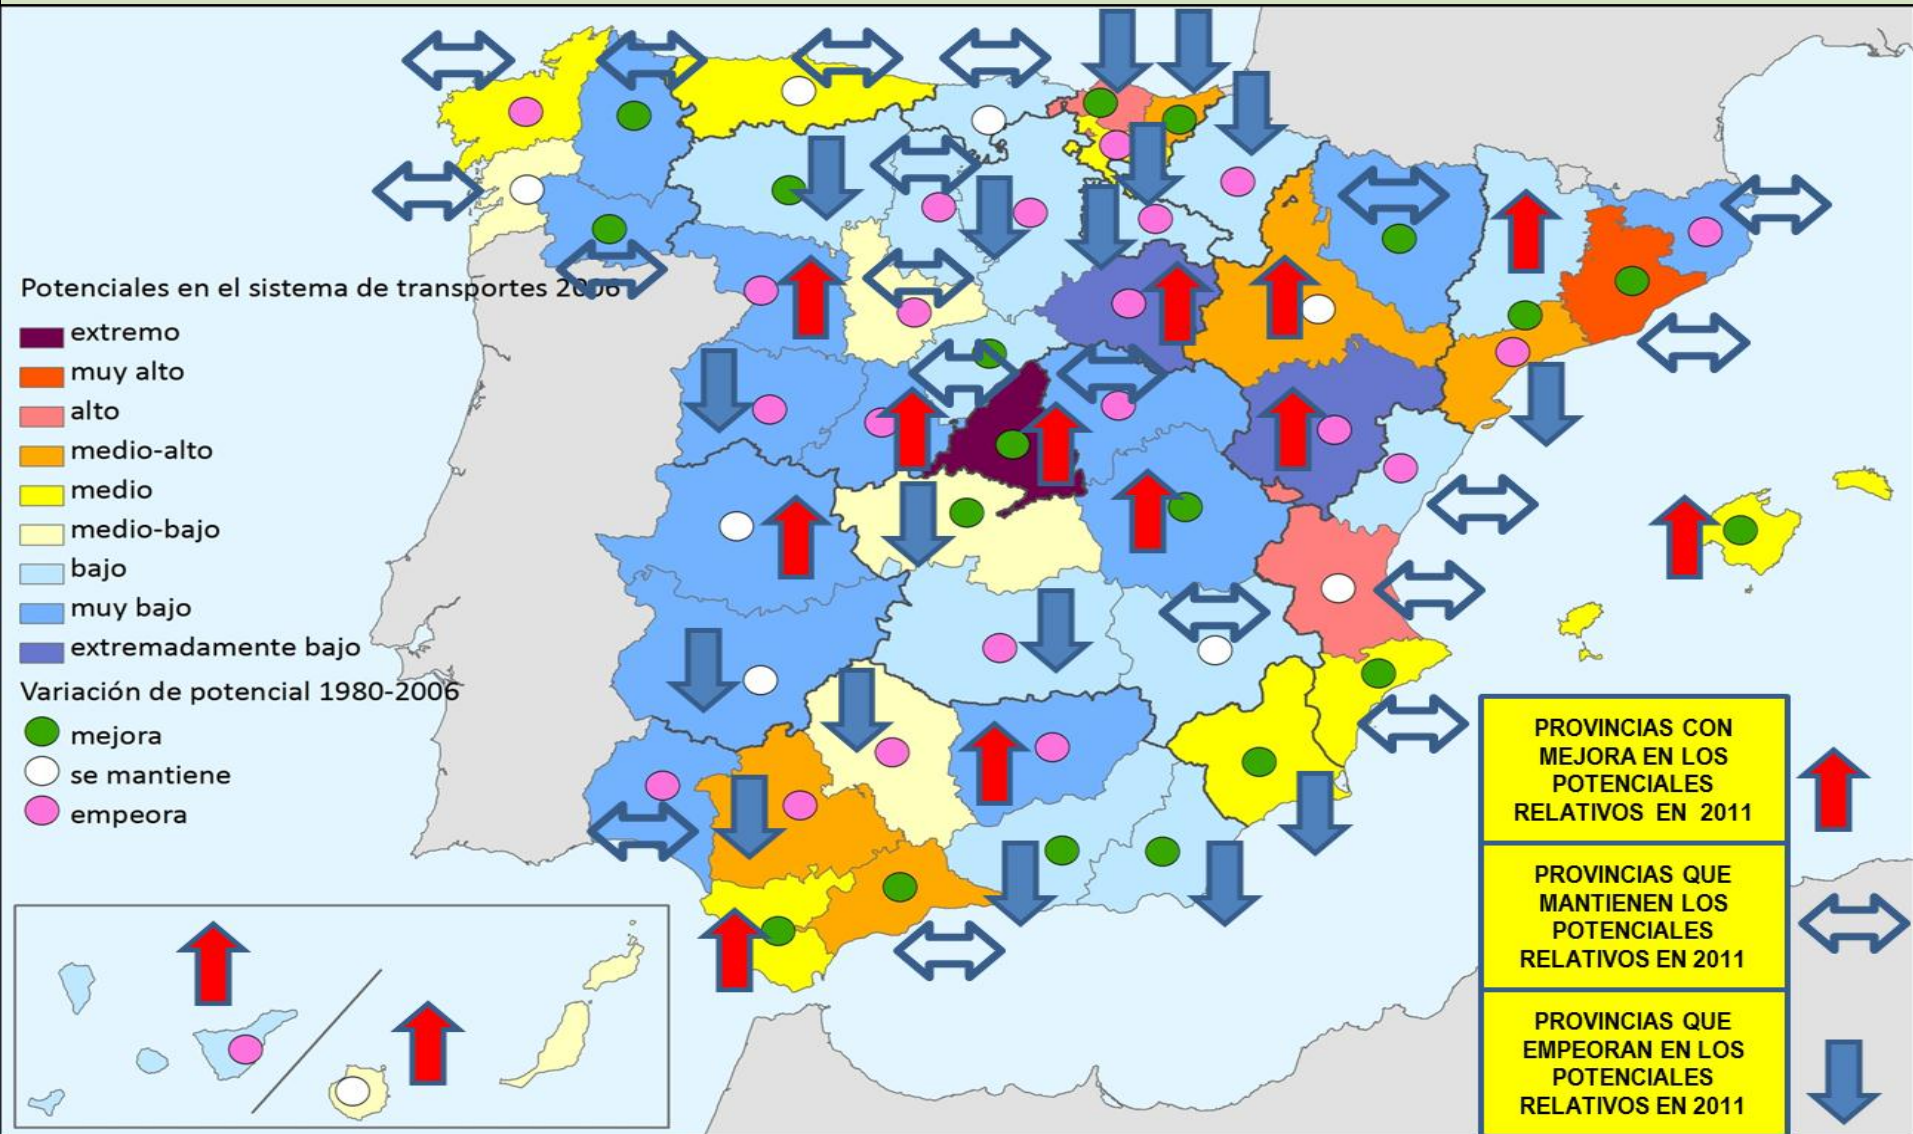 Potenciales en el sistema de transportes 2006
extremo
muy alto
alto
medio-alto
medio
medio-bajo
bajo
muy bajo
extremadamente bajo
Variación de potencial 1980-2006
mejora
se mantiene
empeora
PROVINCIAS CON
MEJORA EN LOS
POTENCIALES
RELATIVOS EN 2011
PROVINCIAS QUE
MANTIENEN LOS
POTENCIALES
RELATIVOS EN 2011
PROVINCIAS QUE
EMPEORAN EN LOS
POTENCIALES
RELATIVOS EN 2011